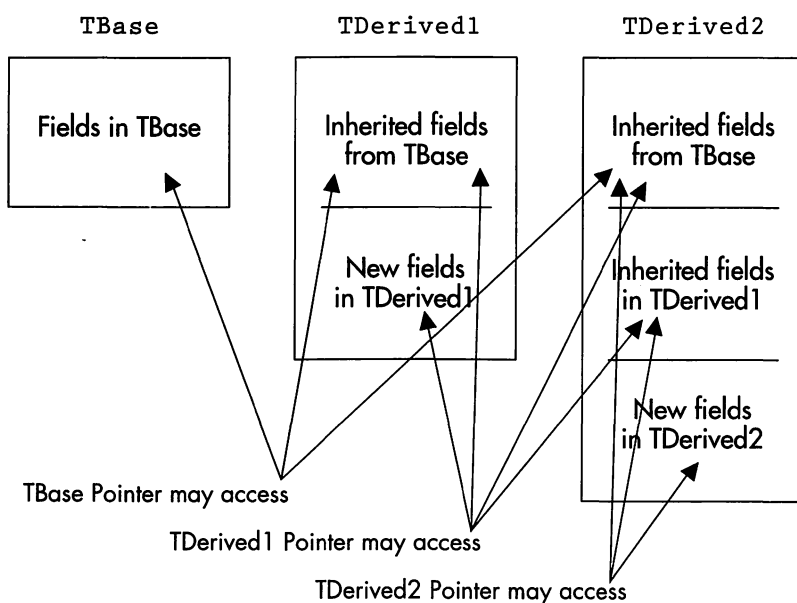 TBase
TDerived1
TDerived2
Fields in TBase
Inherited fields
from TBase
Inherited fields
from TBase
New fields
in TDerived1
Inherited fields
in TDerived1
New fields
in TDerived2
TBase Pointer may access
TDerived1 Pointer may access
TDerived2 Pointer may access